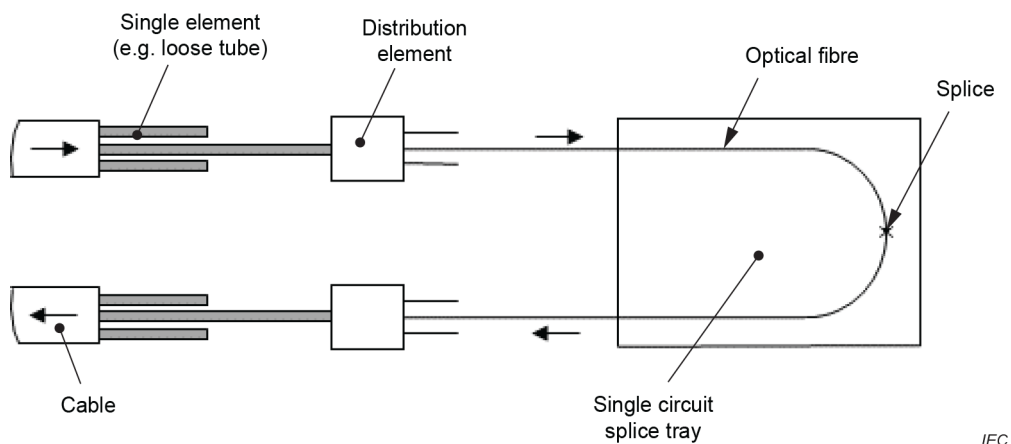 Single element
(e.g. loose tube)
Distribution
element
Optical fibre
Splice
Cable
Single circuit
splice tray
IEC